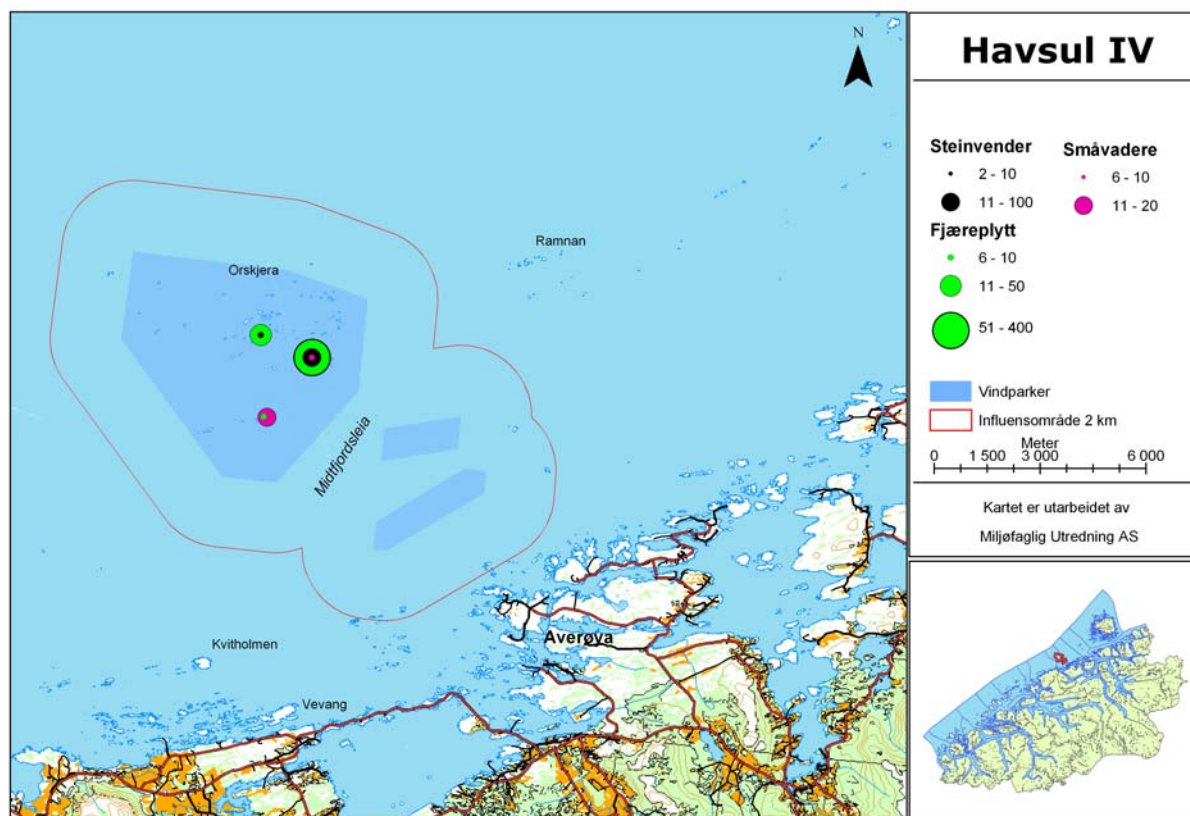 N
Orskjera
Ramnan
Midtfjordsleia
Kvitholmen
Averøya
Vevang
Havsul IV
Steinvender
2 - 10
11 - 100
Fjæreplytt
6 - 10
11 - 50
51 - 400
Småvadere
6 - 10
11 - 20
Vindparker
Influensområde 2 km
Meter
0 1 500 3 000 6 000
Kartet er utarbeidet av
Miljøfaglig Utredning AS